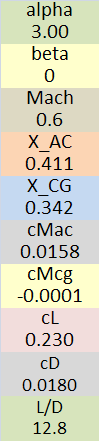 alpha
3.00
beta
0
Mach
0.6
X_AC
0.411
X_CG
0.342
cMac
0.0158
cMcg
-0.0001
cL
0.230
cD
0.0180
L/D
12.8